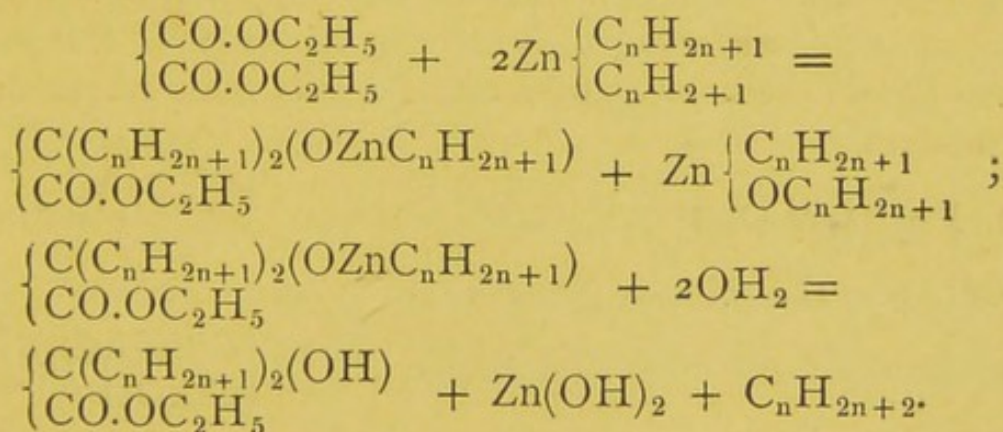 {CO.OC₂H₅ + 2Zn {CₙH₂ₙ₊₁ =
{CO.OC₂H₅ {CₙH₂₊₁
{C(CₙH₂ₙ₊₁)₂(OZnCₙH₂ₙ₊₁) + Zn {CₙH₂ₙ₊₁ ;
{CO.OC₂H₅ {OCₙH₂ₙ₊₁
{C(CₙH₂ₙ₊₁)₂(OZnCₙH₂ₙ₊₁) + 2OH₂ =
{CO.OC₂H₅
{C(CₙH₂ₙ₊₁)₂(OH) + Zn(OH)₂ + CₙH₂ₙ₊₂.
{CO.OC₂H₅